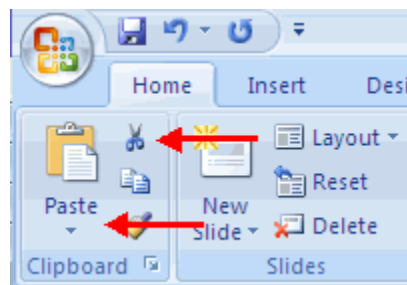 Home Insert Desi
Layout
Reset
Paste New
Slide Delete
Clipboard Slides